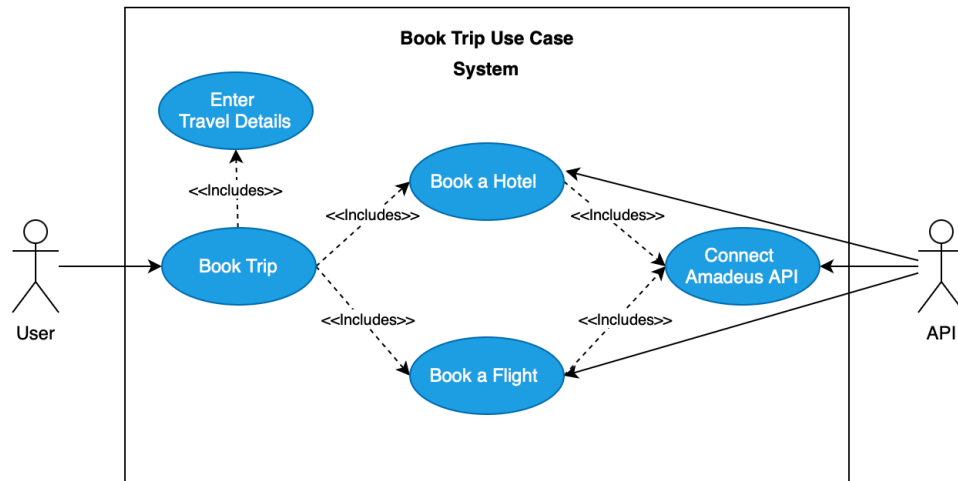 Book Trip Use Case
System
Enter
Travel Details
<<Includes>>
Book a Hotel
<<Includes>>
<<Includes>>
User
Book Trip
Connect
Amadeus API
API
<<Includes>>
<<Includes>>
Book a Flight